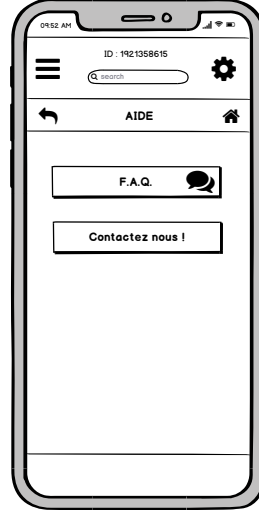 09:52 AM
ID : 1921358615
search
AIDE
F.A.Q.
Contactez nous !